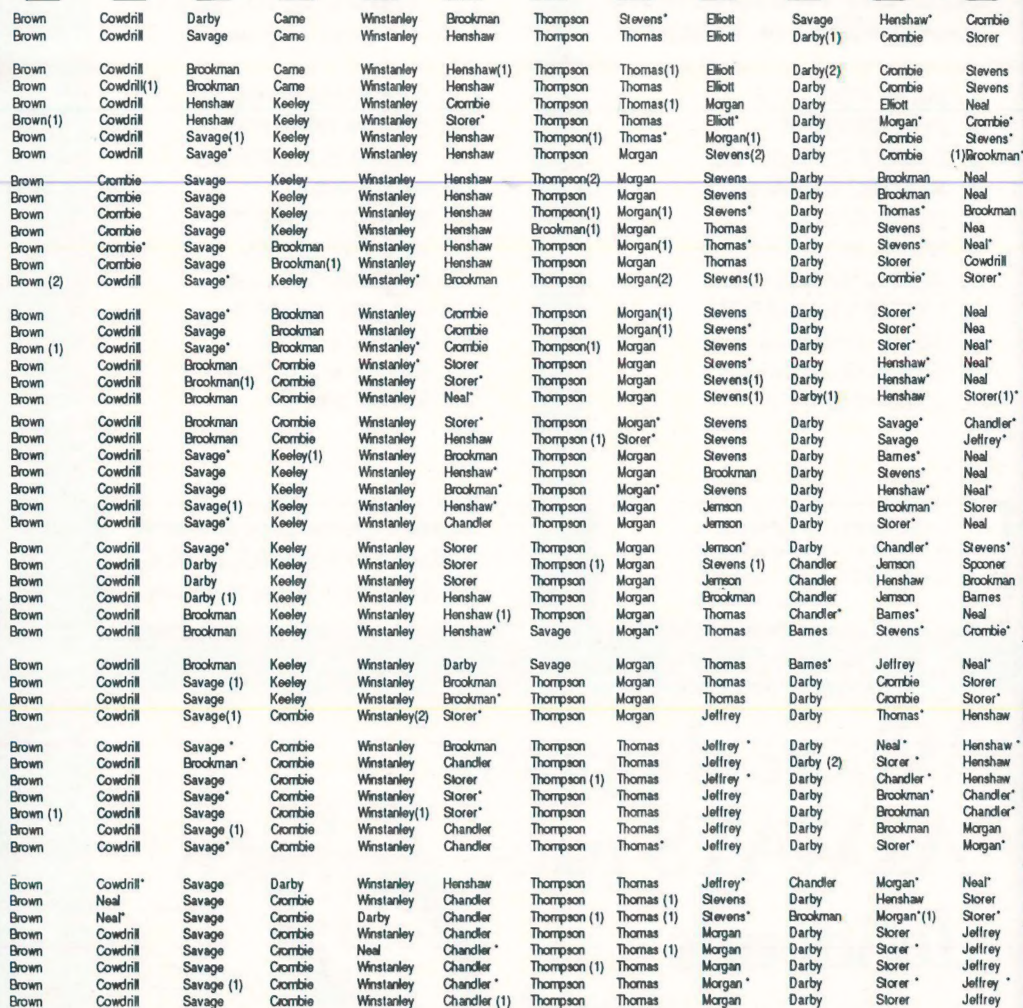 Brown Cowdrill Darby Carne Winstanley Brookman Thompson Stevens* Elliott Savage Henshaw* Crombie
Brown Cowdrill Savage Carne Winstanley Henshaw Thompson Thomas Elliott Darby(1) Crombie Storer
Brown Cowdrill Brookman Carne Winstanley Henshaw(1) Thompson Thomas(1) Elliott Darby(2) Crombie Stevens
Brown Cowdrill(1) Brookman Carne Winstanley Henshaw Thompson Thomas Elliott Darby Crombie Stevens
Brown Cowdrill Henshaw Keeley Winstanley Crombie Thompson Thomas(1) Morgan Darby Elliott Neal
Brown(1) Cowdrill Henshaw Keeley Winstanley Storer* Thompson Thomas Elliott* Darby Morgan* Crombie*
Brown Cowdrill Savage(1) Keeley Winstanley Henshaw Thompson(1) Thomas* Morgan(1) Darby Crombie Stevens*
Brown Cowdrill Savage* Keeley Winstanley Henshaw Thompson Morgan Stevens(2) Darby Crombie (1)Brookman*
Brown Crombie Savage Keeley Winstanley Henshaw Thompson(2) Morgan Stevens Darby Brookman Neal
Brown Crombie Savage Keeley Winstanley Henshaw Thompson Morgan Stevens Darby Brookman Neal
Brown Crombie Savage Keeley Winstanley Henshaw Thompson(1) Morgan(1) Stevens* Darby Thomas* Brookman
Brown Crombie Savage Keeley Winstanley Henshaw Brookman(1) Morgan Thomas Darby Stevens Nea
Brown Crombie* Savage Brookman Winstanley Henshaw Thompson Morgan(1) Thomas* Darby Stevens* Neal*
Brown Crombie Savage Brookman(1) Winstanley Henshaw Thompson Morgan Thomas Darby Storer Cowdrill
Brown (2) Cowdrill Savage* Keeley Winstanley* Brookman Thompson Morgan(2) Stevens(1) Darby Crombie* Storer*
Brown Cowdrill Savage* Brookman Winstanley Crombie Thompson Morgan(1) Stevens Darby Storer* Neal
Brown Cowdrill Savage Brookman Winstanley Crombie Thompson Morgan(1) Stevens* Darby Storer* Nea
Brown (1) Cowdrill Savage* Brookman Winstanley* Crombie Thompson(1) Morgan Stevens Darby Storer* Neal*
Brown Cowdrill Brookman Crombie Winstanley* Storer Thompson Morgan Stevens* Darby Henshaw* Neal*
Brown Cowdrill Brookman(1) Crombie Winstanley Storer* Thompson Morgan Stevens(1) Darby Henshaw* Neal
Brown Cowdrill Brookman Crombie Winstanley Neal* Thompson Morgan Stevens(1) Darby(1) Henshaw Storer(1)*
Brown Cowdrill Brookman Crombie Winstanley Storer* Thompson Morgan* Stevens Darby Savage* Chandler*
Brown Cowdrill Brookman Crombie Winstanley Henshaw Thompson (1) Storer* Stevens Darby Savage Jeffrey*
Brown Cowdrill Savage* Keeley(1) Winstanley Brookman Thompson Morgan Stevens Darby Barnes* Neal
Brown Cowdrill Savage Keeley Winstanley Henshaw* Thompson Morgan Brookman Darby Stevens* Neal
Brown Cowdrill Savage Keeley Winstanley Brookman* Thompson Morgan* Stevens Darby Henshaw* Neal*
Brown Cowdrill Savage(1) Keeley Winstanley Henshaw* Thompson Morgan Jemson Darby Brookman* Storer
Brown Cowdrill Savage* Keeley Winstanley Chandler Thompson Morgan Jemson Darby Storer* Neal
Brown Cowdrill Savage* Keeley Winstanley Storer Thompson Morgan Jemson* Darby Chandler* Stevens*
Brown Cowdrill Darby Keeley Winstanley Storer Thompson (1) Morgan Stevens (1) Chandler Jemson Spooner
Brown Cowdrill Darby Keeley Winstanley Storer Thompson Morgan Jemson Chandler Henshaw Brookman
Brown Cowdrill Darby (1) Keeley Winstanley Henshaw Thompson Morgan Brookman Chandler Jemson Barnes
Brown Cowdrill Brookman Keeley Winstanley Henshaw (1) Thompson Morgan Thomas Chandler* Barnes* Neal
Brown Cowdrill Brookman Keeley Winstanley Henshaw* Savage Morgan* Thomas Barnes Stevens* Crombie*
Brown Cowdrill Brookman Keeley Winstanley Darby Savage Morgan Thomas Barnes* Jeffrey Neal*
Brown Cowdrill Savage (1) Keeley Winstanley Brookman Thompson Morgan Thomas Darby Crombie Storer
Brown Cowdrill Savage Keeley Winstanley Brookman* Thompson Morgan Thomas Darby Crombie Storer*
Brown Cowdrill Savage(1) Crombie Winstanley(2) Storer* Thompson Morgan Jeffrey Darby Thomas* Henshaw
Brown Cowdrill Savage * Crombie Winstanley Brookman Thompson Thomas Jeffrey * Darby Neal* Henshaw *
Brown Cowdrill Brookman * Crombie Winstanley Chandler Thompson Thomas Jeffrey Darby (2) Storer * Henshaw
Brown Cowdrill Savage Crombie Winstanley Storer Thompson (1) Thomas Jeffrey * Darby Chandler * Henshaw
Brown Cowdrill Savage* Crombie Winstanley Storer* Thompson Thomas Jeffrey Darby Brookman* Chandler*
Brown (1) Cowdrill Savage Crombie Winstanley(1) Storer* Thompson Thomas Jeffrey Darby Brookman Chandler*
Brown Cowdrill Savage (1) Crombie Winstanley Chandler Thompson Thomas Jeffrey Darby Brookman Morgan
Brown Cowdrill Savage* Crombie Winstanley Chandler Thompson Thomas* Jeffrey Darby Storer* Morgan*
Brown Cowdrill* Savage Darby Winstanley Henshaw Thompson Thomas Jeffrey* Chandler Morgan* Neal*
Brown Neal Savage Crombie Winstanley Chandler Thompson Thomas (1) Stevens Darby Henshaw Storer
Brown Neal* Savage Crombie Darby Chandler Thompson (1) Thomas (1) Stevens* Brookman Morgan*(1) Storer*
Brown Cowdrill Savage Crombie Winstanley Chandler Thompson Thomas Morgan Darby Storer Jeffrey
Brown Cowdrill Savage Crombie Neal Chandler * Thompson Thomas (1) Morgan Darby Storer * Jeffrey
Brown Cowdrill Savage Crombie Winstanley Chandler Thompson (1) Thomas Morgan Darby Storer Jeffrey
Brown Cowdrill Savage (1) Crombie Winstanley Chandler * Thompson Thomas Morgan * Darby Storer * Jeffrey *
Brown Cowdrill Savage Crombie Winstanley Chandler (1) Thompson Thomas Morgan Darby Storer Jeffrey